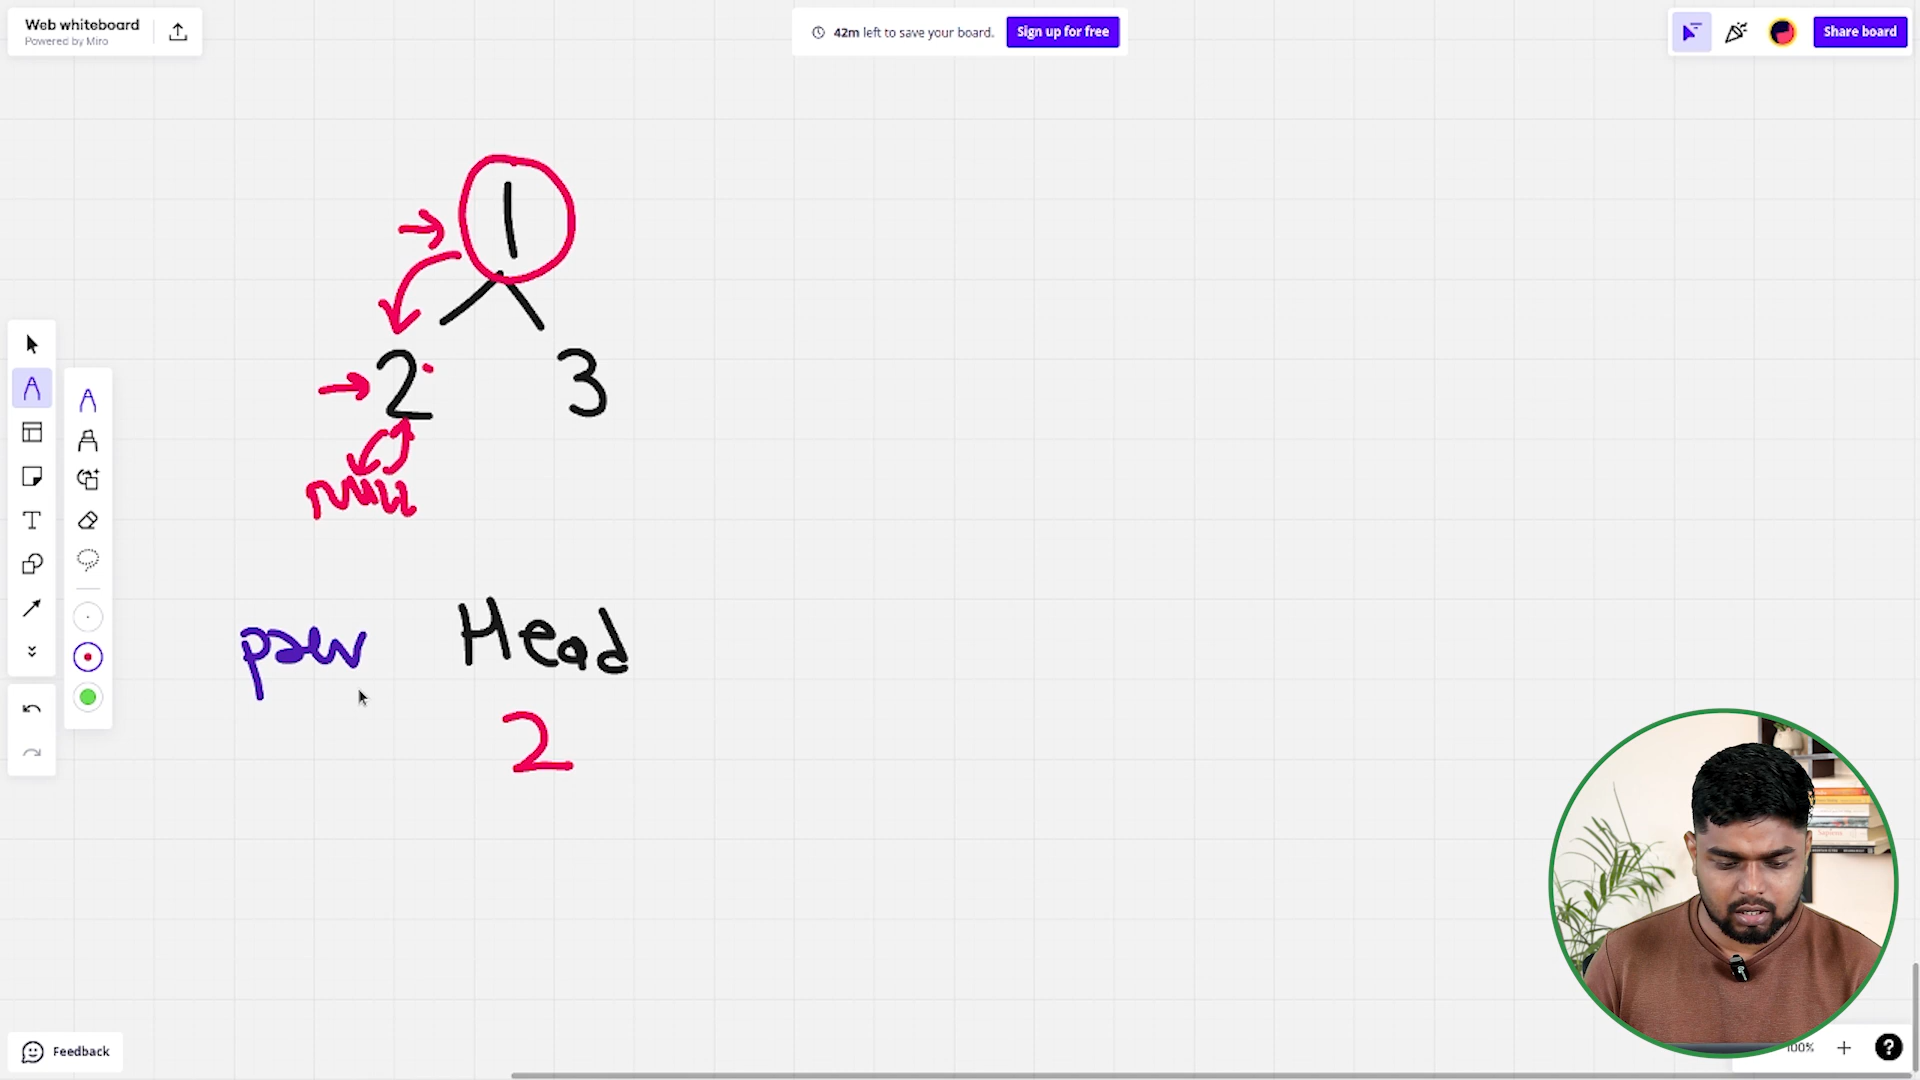 Web whiteboard
Powered by Miro
42m left to save your board.
Sign up for free
Share board
1
2
3
null
prev
Head
2
T
Feedback
100%
?